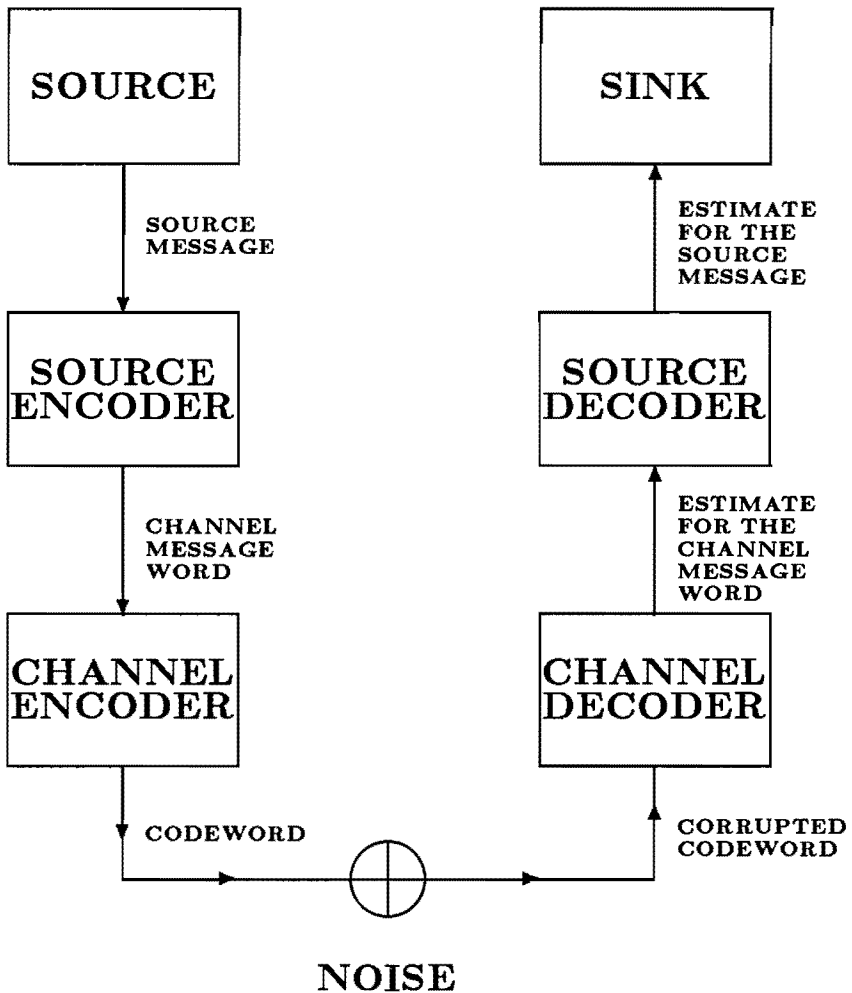 SOURCE
SOURCE
MESSAGE
SOURCE
ENCODER
CHANNEL
MESSAGE
WORD
CHANNEL
ENCODER
CODEWORD
NOISE
CORRUPTED
CODEWORD
CHANNEL
DECODER
ESTIMATE
FOR THE
CHANNEL
MESSAGE
WORD
SOURCE
DECODER
ESTIMATE
FOR THE
SOURCE
MESSAGE
SINK